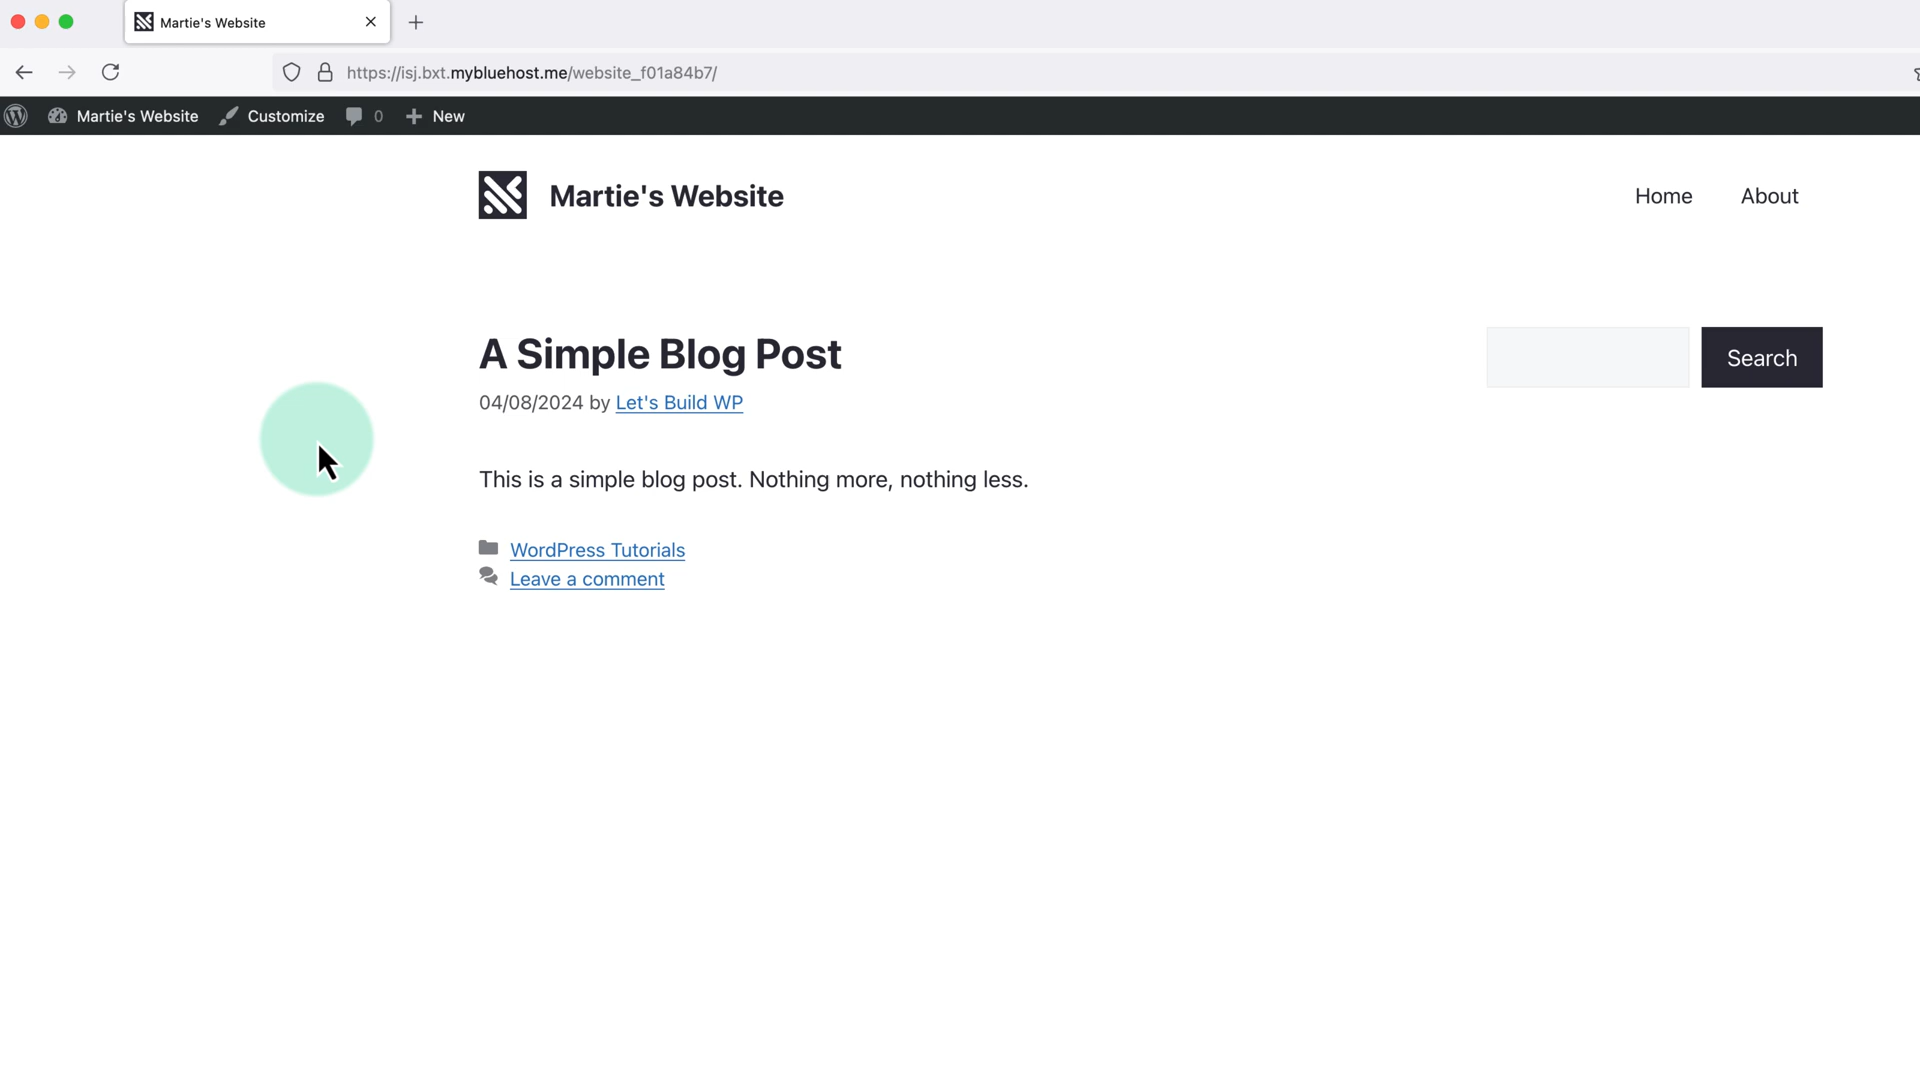 Martie's Website
https://isj.bxt.mybluehost.me/website_f01a84b7/
Martie's Website Customize 0 New
Martie's Website Home About
A Simple Blog Post
Search
04/08/2024 by Let's Build WP
This is a simple blog post. Nothing more, nothing less.
WordPress Tutorials
Leave a comment